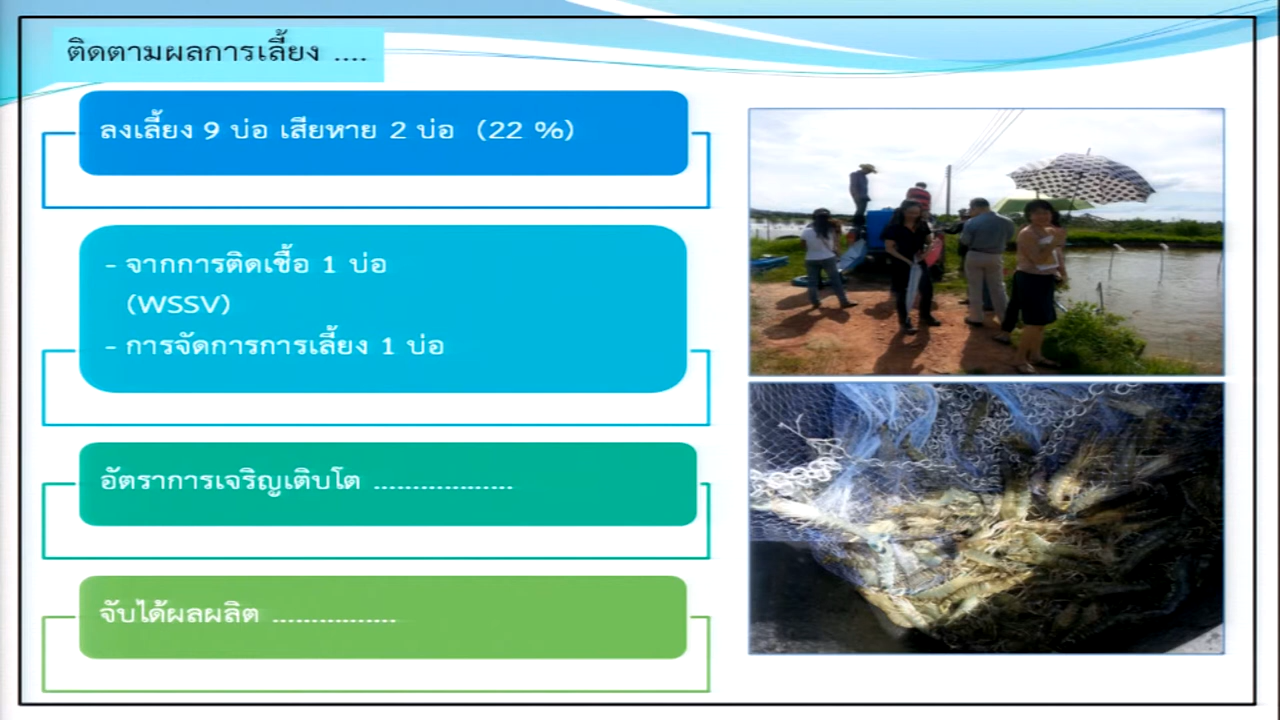 ติดตามผลการเลี้ยง ....
ลงเลี้ยง 9 บ่อ เสียหาย 2 บ่อ (22 %)
- จากการติดเชื้อ 1 บ่อ
(WSSV)
- การจัดการการเลี้ยง 1 บ่อ
อัตราการเจริญเติบโต ..................
จับได้ผลผลิต ................